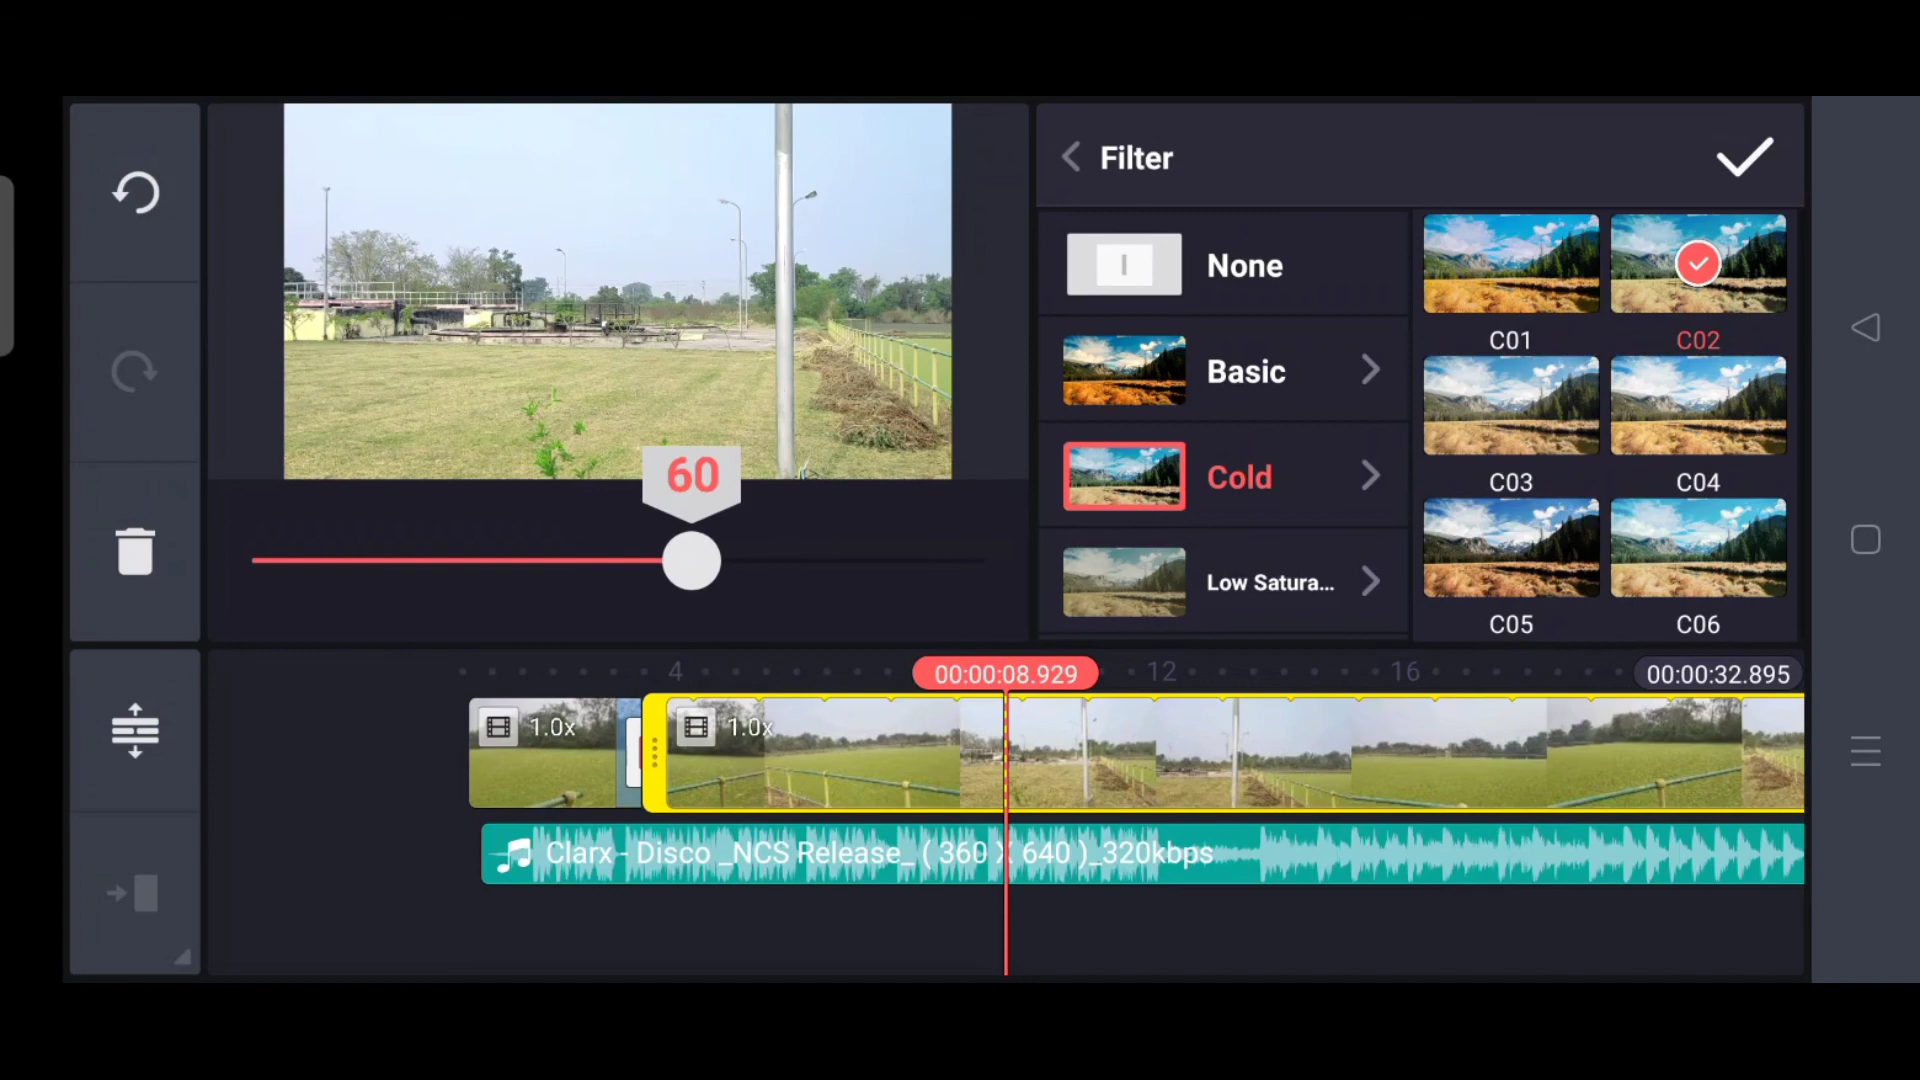 Filter
None
Basic
Cold
Low Satura...
C01
C02
C03
C04
C05
C06
60
4
00:00:08.929
12
16
00:00:32.895
1.0x
1.0x
Clarx - Disco _NCS Release_ ( 360 X 640 )_320kbps